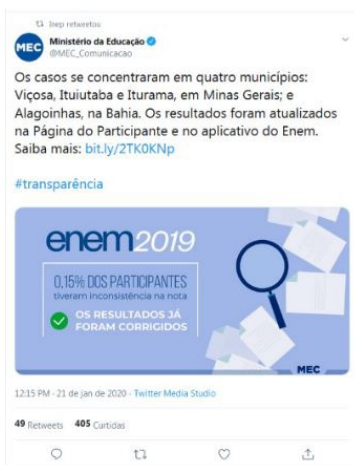 Inep retweetou
MEC
Ministério da Educação
@MEC_Comunicacao
Os casos se concentraram em quatro municípios:
Viçosa, Ituiutaba e Iturama, em Minas Gerais; e
Alagoinhas, na Bahia. Os resultados foram atualizados
na Página do Participante e no aplicativo do Enem.
Saiba mais: bit.ly/2TK0KNp
#transparência
enem2019
0,15% DOS PARTICIPANTES
tiveram inconsistência na nota
OS RESULTADOS JÁ
FORAM CORRIGIDOS
MEC
12:15 PM · 21 de jan de 2020 · Twitter Media Studio
49 Retweets 405 Curtidas